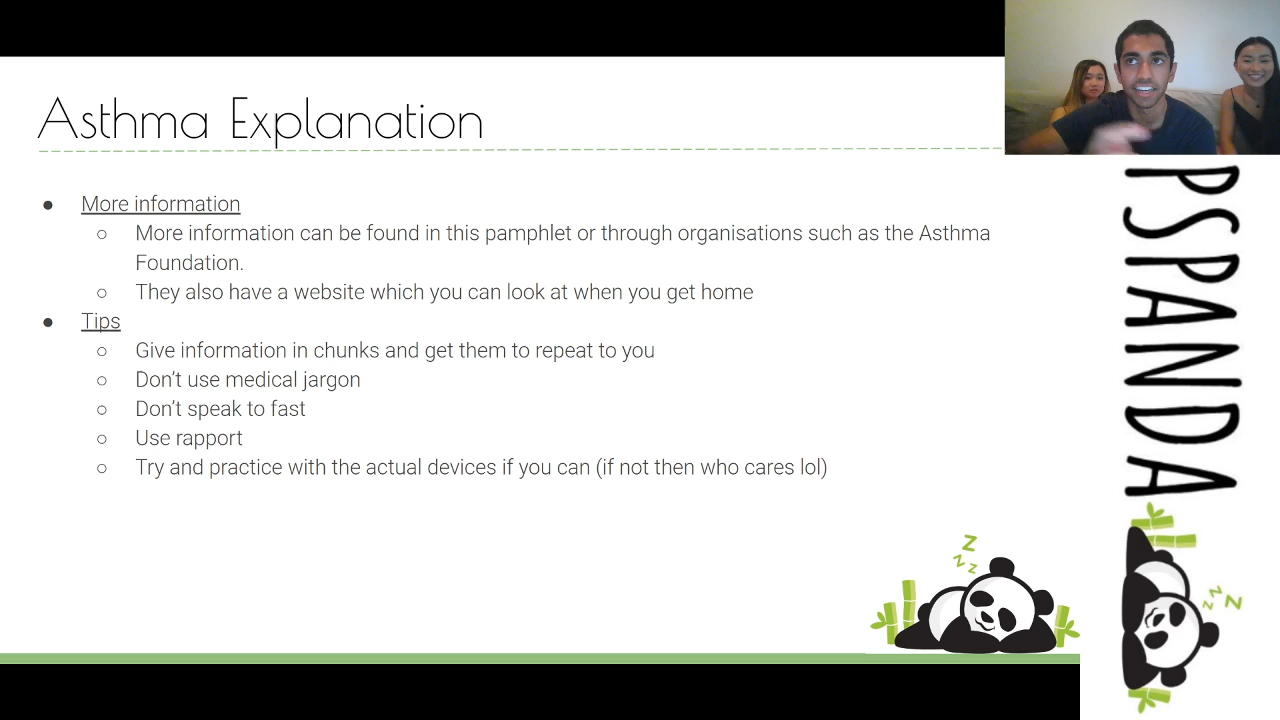 Asthma Explanation
● More information
○ More information can be found in this pamphlet or through organisations such as the Asthma
Foundation.
○ They also have a website which you can look at when you get home
● Tips
○ Give information in chunks and get them to repeat to you
○ Don’t use medical jargon
○ Don’t speak to fast
○ Use rapport
○ Try and practice with the actual devices if you can (if not then who cares lol)
z z z
PSPANDA
z z z